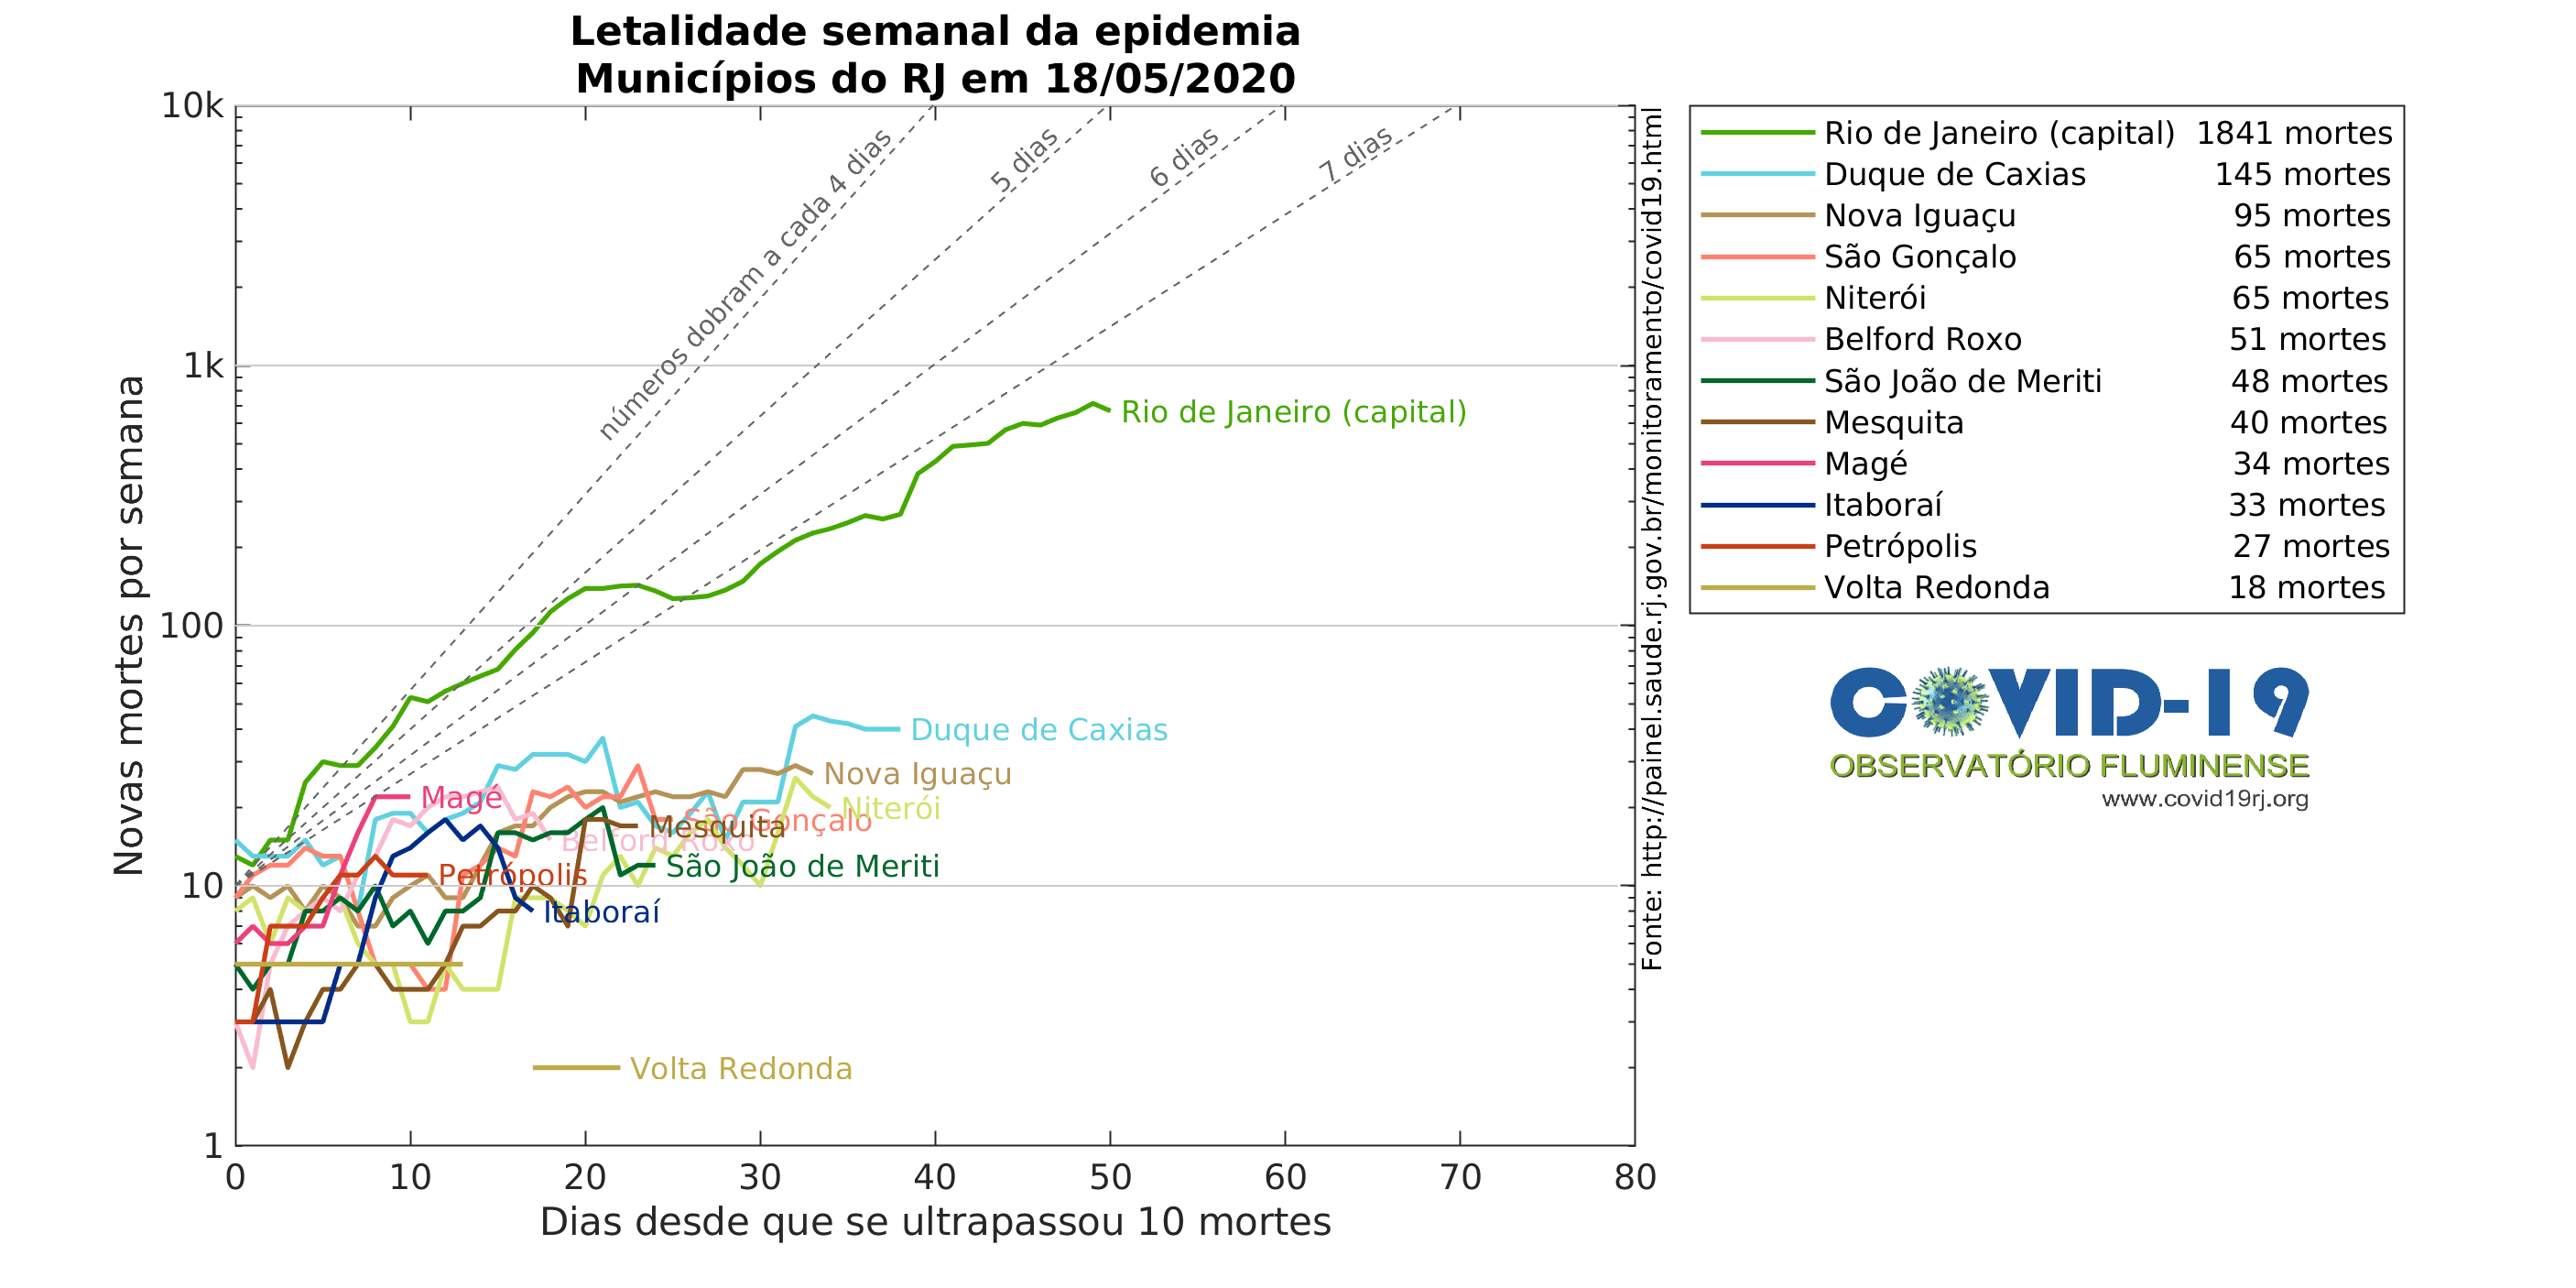 Letalidade semanal da epidemia
Municípios do RJ em 18/05/2020
Novas mortes por semana
10k
1k
100
10
1
0 10 20 30 40 50 60 70 80
Dias desde que se ultrapassou 10 mortes
números dobram a cada 4 dias
5 dias
6 dias
7 dias
Rio de Janeiro (capital)
Duque de Caxias
Nova Iguaçu
Magé
Niterói
São Gonçalo
Mesquita
Belford Roxo
São João de Meriti
Petrópolis
Itaboraí
Volta Redonda
Fonte: http://painel.saude.rj.gov.br/monitoramento/covid19.html
Rio de Janeiro (capital) 1841 mortes
Duque de Caxias 145 mortes
Nova Iguaçu 95 mortes
São Gonçalo 65 mortes
Niterói 65 mortes
Belford Roxo 51 mortes
São João de Meriti 48 mortes
Mesquita 40 mortes
Magé 34 mortes
Itaboraí 33 mortes
Petrópolis 27 mortes
Volta Redonda 18 mortes
COVID-19
OBSERVATÓRIO FLUMINENSE
www.covid19rj.org